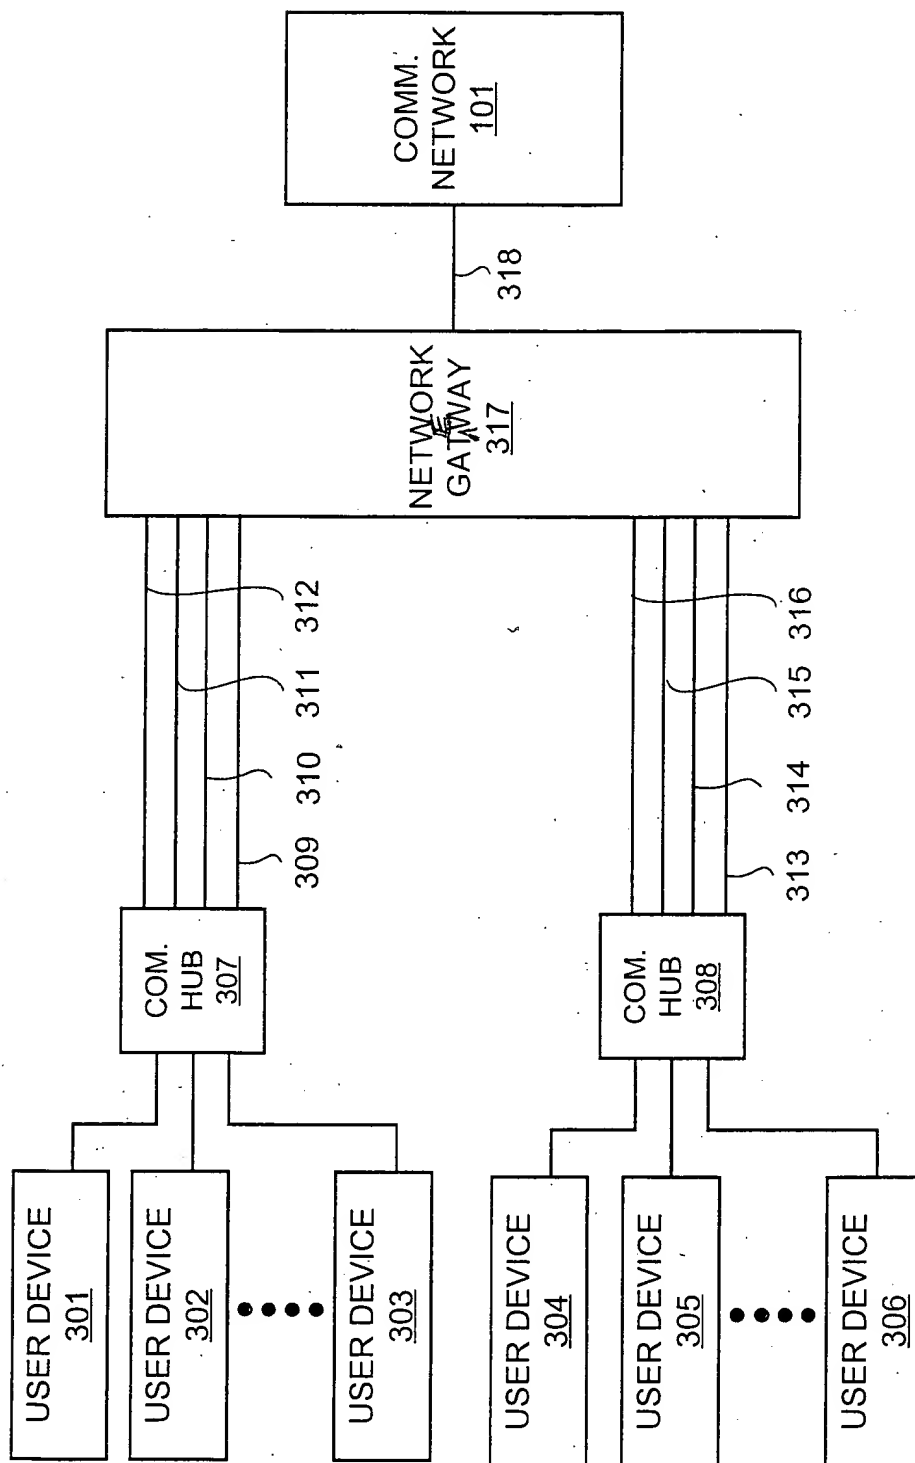 USER DEVICE
301
USER DEVICE
302
USER DEVICE
303
USER DEVICE
304
USER DEVICE
305
USER DEVICE
306
COM.
HUB
307
COM.
HUB
308
309
310
311
312
313
314
315
316
NETWORK
GATEWAY
317
318
COMM.
NETWORK
101